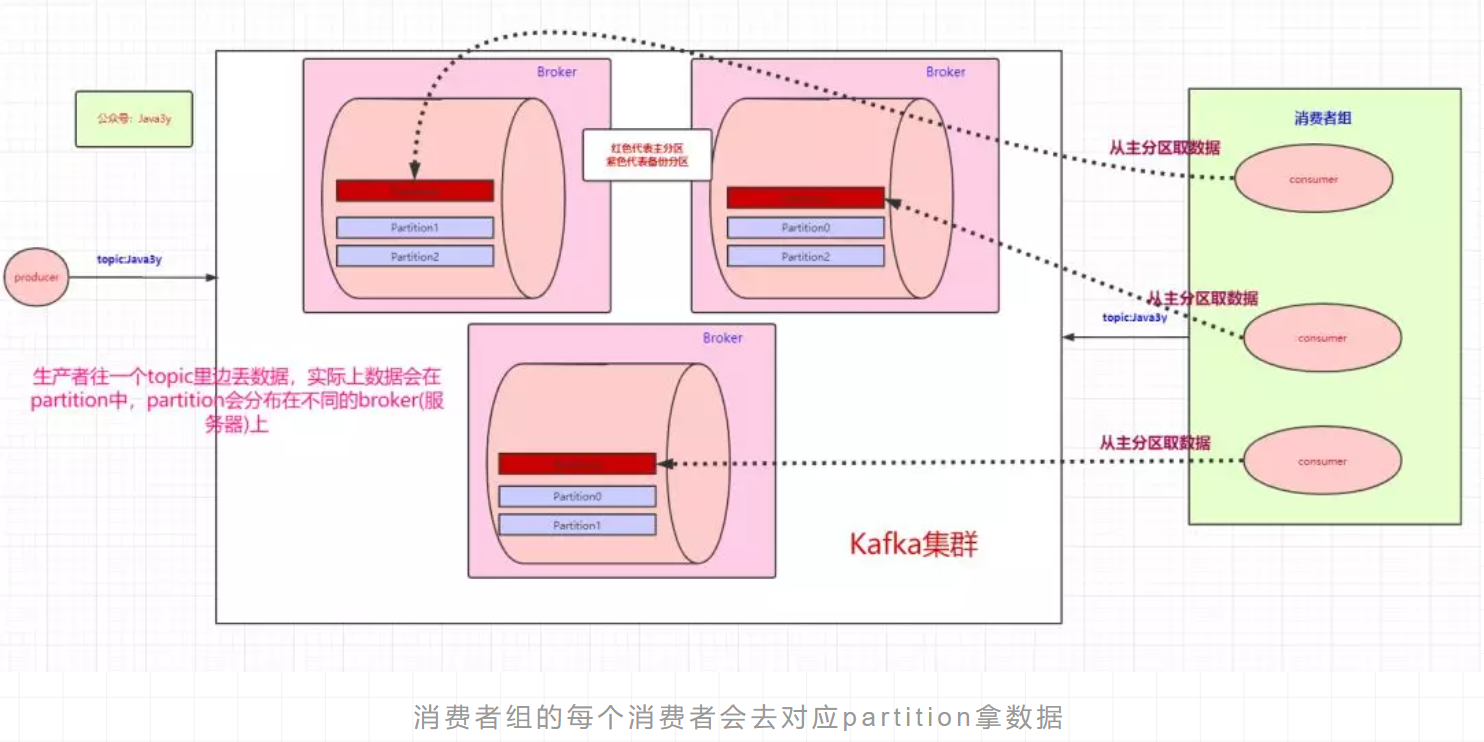 Broker
Broker
公众号：Java3y
消费者组
红色代表主分区
紫色代表备份分区
从主分区取数据
consumer
Partition1
Partition2
Partition0
Partition2
producer
topic:Java3y
从主分区取数据
topic:Java3y
consumer
Broker
生产者往一个topic里边丢数据，实际上数据会在
partition中，partition会分布在不同的broker(服
务器)上
从主分区取数据
consumer
Partition0
Partition1
Kafka集群
消费者组的每个消费者会去对应partition拿数据